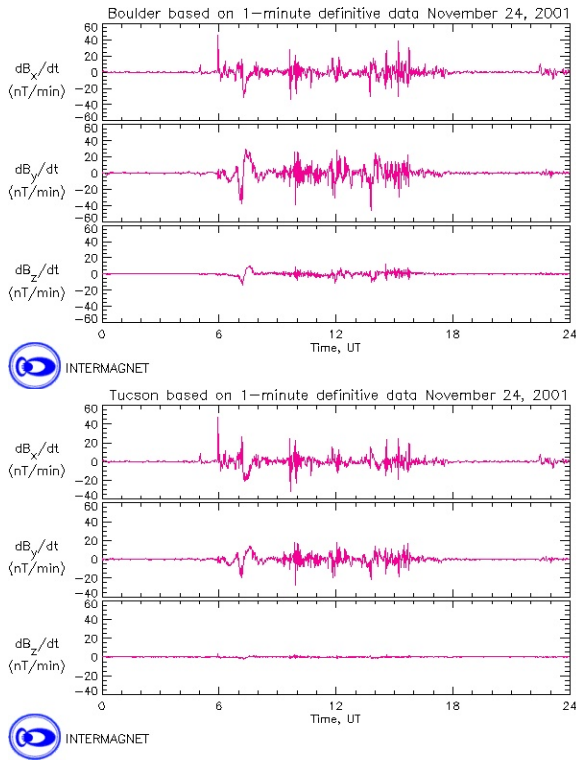 Boulder based on 1-minute definitive data November 24, 2001
60
40
20
0
-20
-40
-60
dBx/dt
(nT/min)
60
40
20
0
-20
-40
-60
dBy/dt
(nT/min)
60
40
20
0
-20
-40
-60
dBz/dt
(nT/min)
0 6 12 18 24
Time, UT
INTERMAGNET
Tucson based on 1-minute definitive data November 24, 2001
60
40
20
0
-20
-40
dBx/dt
(nT/min)
60
40
20
0
-20
-40
dBy/dt
(nT/min)
60
40
20
0
-20
-40
dBz/dt
(nT/min)
0 6 12 18 24
Time, UT
INTERMAGNET